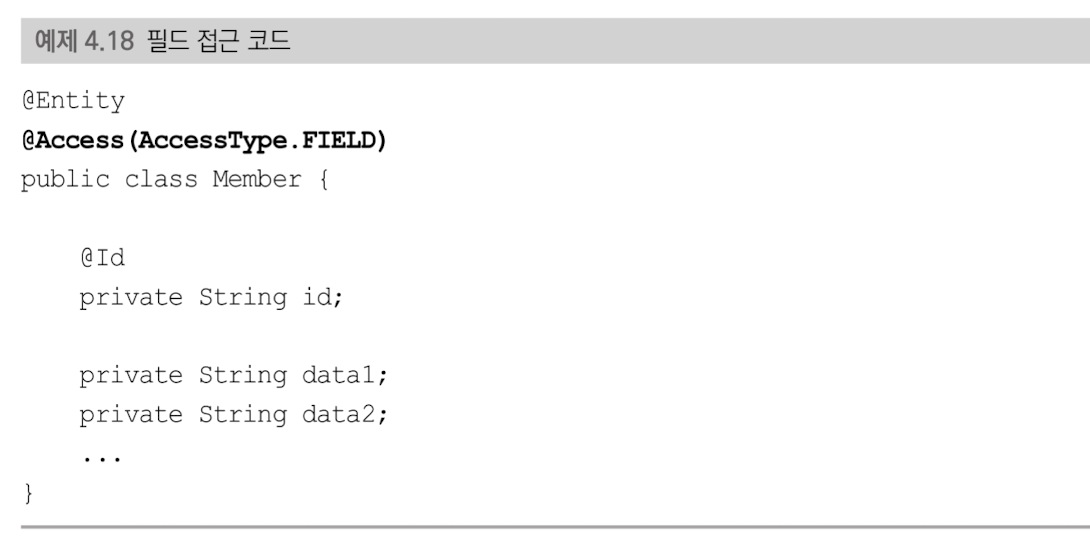 예제 4.18 필드 접근 코드
@Entity
@Access(AccessType.FIELD)
public class Member {
@Id
private String id;
private String data1;
private String data2;
...
}